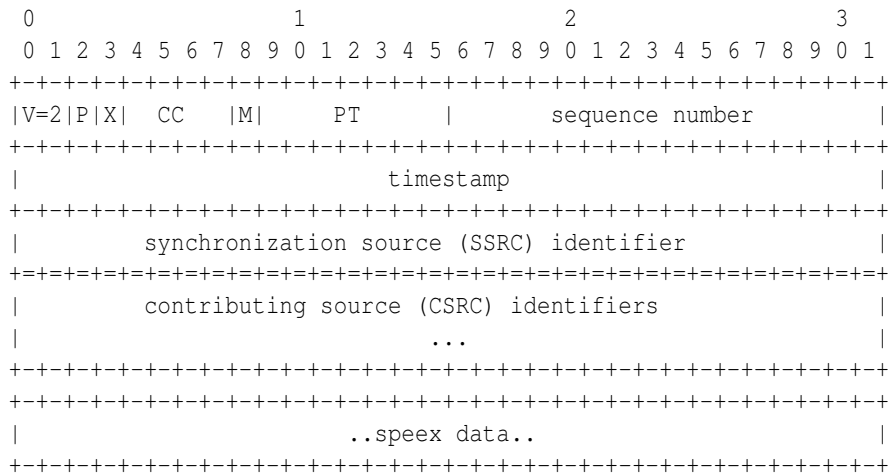 0                   1                   2                   3
0 1 2 3 4 5 6 7 8 9 0 1 2 3 4 5 6 7 8 9 0 1 2 3 4 5 6 7 8 9 0 1
+-+-+-+-+-+-+-+-+-+-+-+-+-+-+-+-+-+-+-+-+-+-+-+-+-+-+-+-+-+-+-+-+
|V=2|P|X|  CC   |M|     PT      |       sequence number         |
+-+-+-+-+-+-+-+-+-+-+-+-+-+-+-+-+-+-+-+-+-+-+-+-+-+-+-+-+-+-+-+-+
|                           timestamp                           |
+-+-+-+-+-+-+-+-+-+-+-+-+-+-+-+-+-+-+-+-+-+-+-+-+-+-+-+-+-+-+-+-+
|         synchronization source (SSRC) identifier              |
+=+=+=+=+=+=+=+=+=+=+=+=+=+=+=+=+=+=+=+=+=+=+=+=+=+=+=+=+=+=+=+=+
|         contributing source (CSRC) identifiers                |
|                              ...                              |
+-+-+-+-+-+-+-+-+-+-+-+-+-+-+-+-+-+-+-+-+-+-+-+-+-+-+-+-+-+-+-+-+
+-+-+-+-+-+-+-+-+-+-+-+-+-+-+-+-+-+-+-+-+-+-+-+-+-+-+-+-+-+-+-+-+
|                        ..speex data..                         |
+-+-+-+-+-+-+-+-+-+-+-+-+-+-+-+-+-+-+-+-+-+-+-+-+-+-+-+-+-+-+-+-+